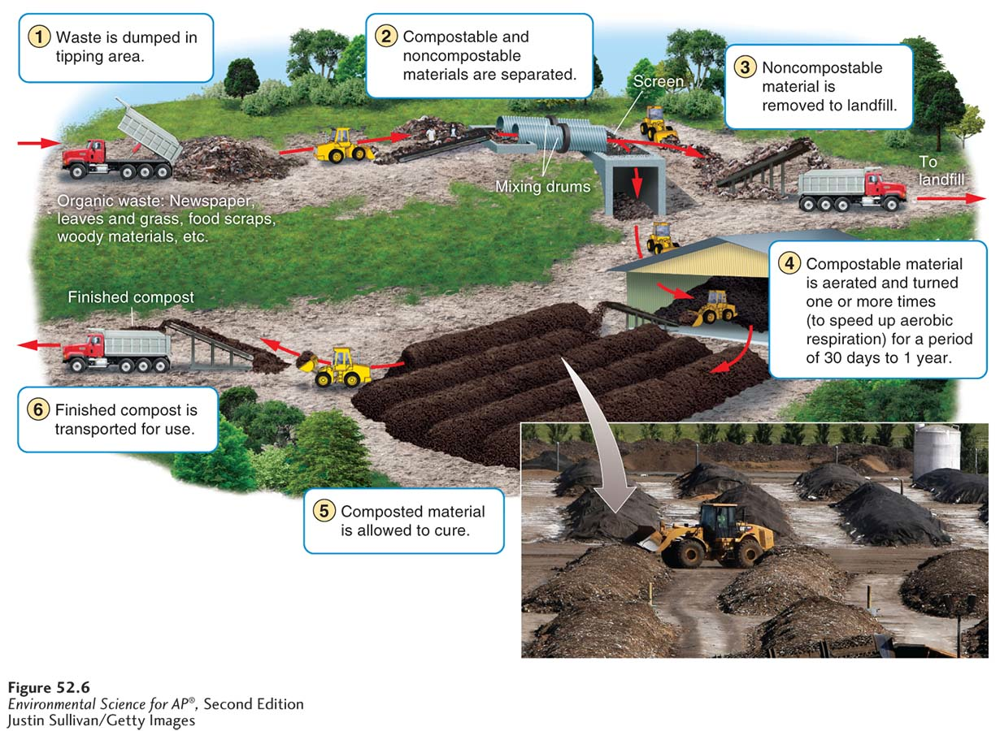 1 Waste is dumped in
tipping area.
2 Compostable and
noncompostable
materials are separated.
3 Noncompostable
material is
removed to landfill.
Screen
Mixing drums
To
landfill
Organic waste: Newspaper,
leaves and grass, food scraps,
woody materials, etc.
4 Compostable material
is aerated and turned
one or more times
(to speed up aerobic
respiration) for a period
of 30 days to 1 year.
Finished compost
6 Finished compost is
transported for use.
5 Composted material
is allowed to cure.
Figure 52.6
Environmental Science for AP®, Second Edition
Justin Sullivan/Getty Images